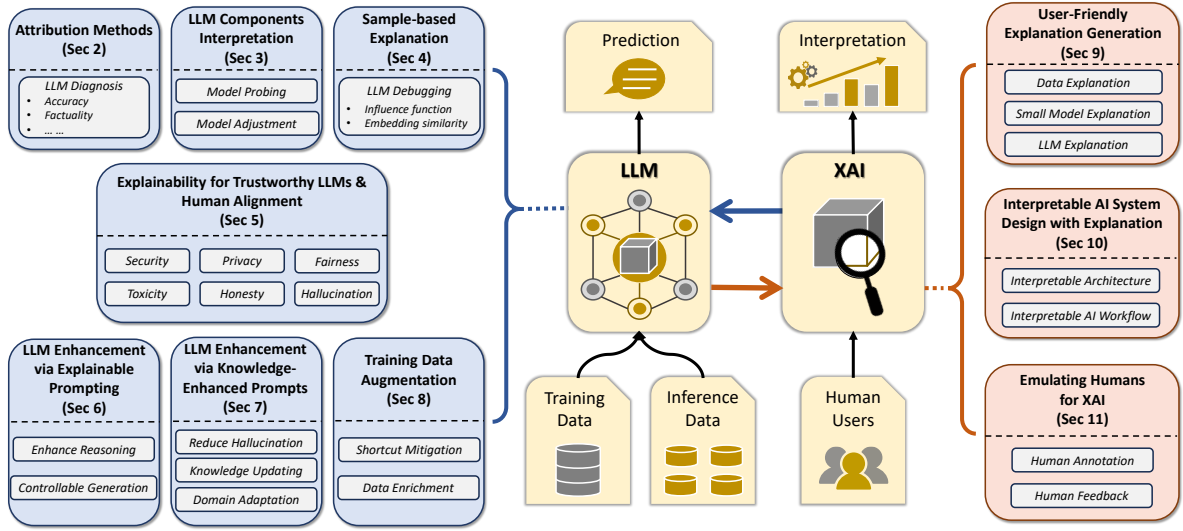 Attribution Methods
(Sec 2)
LLM Diagnosis
• Accuracy
• Factuality
• … …
LLM Components
Interpretation
(Sec 3)
Model Probing
Model Adjustment
Sample-based
Explanation
(Sec 4)
LLM Debugging
• Influence function
• Embedding similarity
Explainability for Trustworthy LLMs &
Human Alignment
(Sec 5)
Security
Privacy
Fairness
Toxicity
Honesty
Hallucination
LLM Enhancement
via Explainable
Prompting
(Sec 6)
Enhance Reasoning
Controllable Generation
LLM Enhancement
via Knowledge-
Enhanced Prompts
(Sec 7)
Reduce Hallucination
Knowledge Updating
Domain Adaptation
Training Data
Augmentation
(Sec 8)
Shortcut Mitigation
Data Enrichment
Prediction
Interpretation
LLM
XAI
Training
Data
Inference
Data
Human
Users
User-Friendly
Explanation Generation
(Sec 9)
Data Explanation
Small Model Explanation
LLM Explanation
Interpretable AI System
Design with Explanation
(Sec 10)
Interpretable Architecture
Interpretable AI Workflow
Emulating Humans
for XAI
(Sec 11)
Human Annotation
Human Feedback